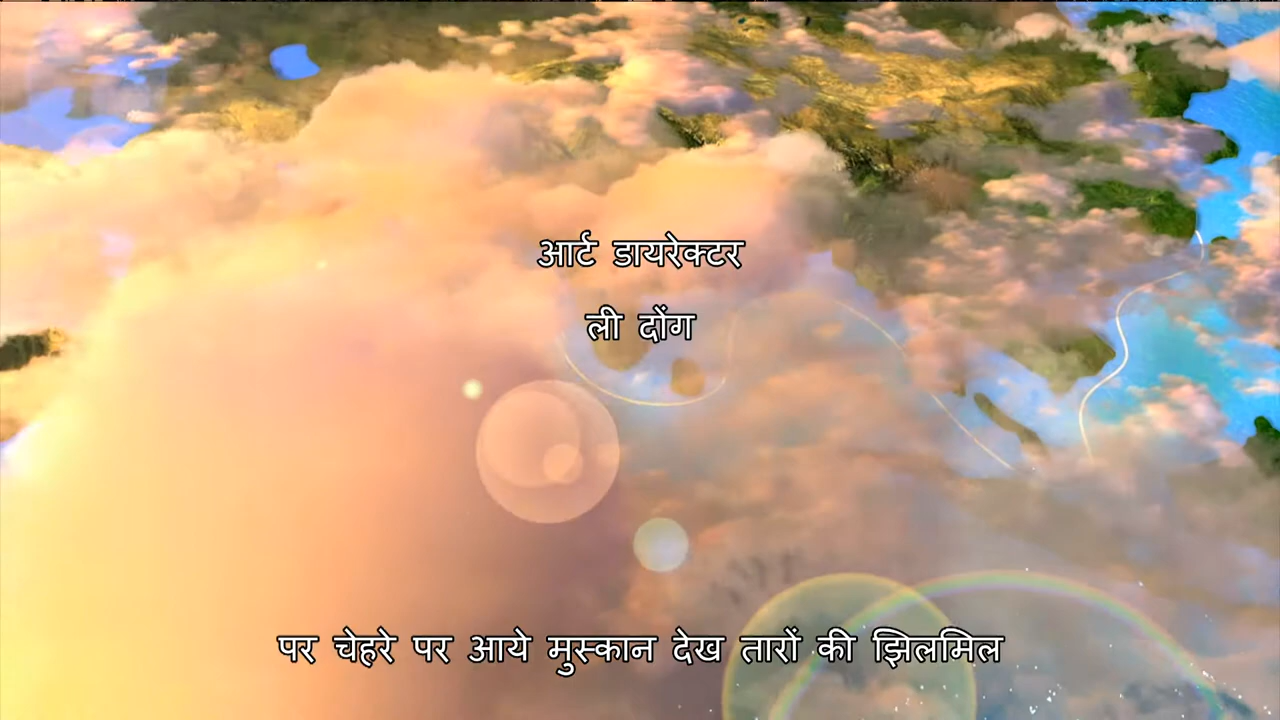 आर्ट डायरेक्टर
ली दोंग
पर चेहरे पर आये मुस्कान देख तारों की झिलमिल